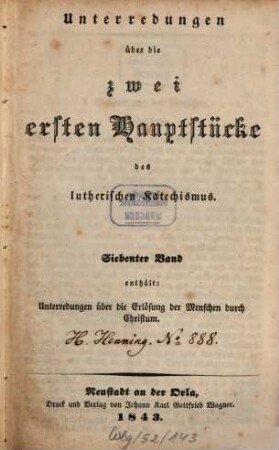 Unterredungen
über die
zwei
ersten Hauptstücke
des
lutherischen Katechismus.
Siebenter Band
enthält
Unterredungen über die Erlösung der Menschen durch
Christum.
H. Henning. No 888.
Neustadt an der Orla,
Druck und Verlag von Johann Karl Gottfried Wagner.
1843.